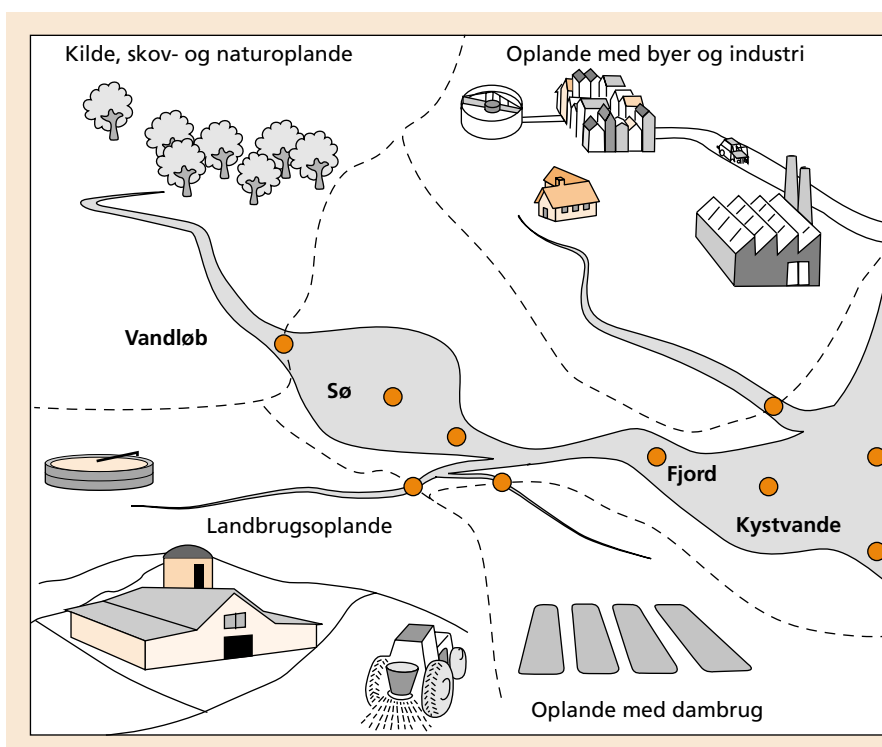 Kilde, skov- og naturoplande
Oplande med byer og industri
Vandløb
Sø
Fjord
Kystvande
Landbrugsoplande
Oplande med dambrug